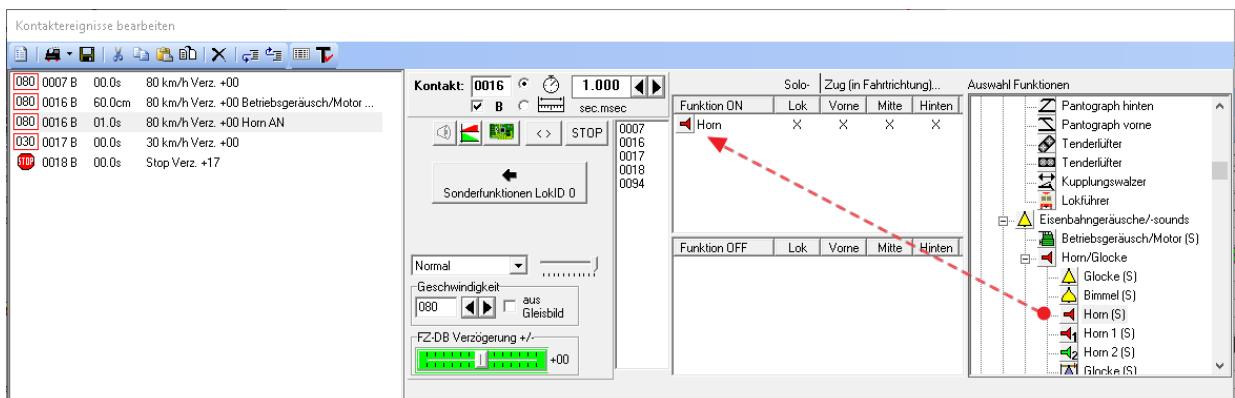 Kontaktereignisse bearbeiten
080 0007 B 00.0s 80 km/h Verz. +00
080 0016 B 60.0cm 80 km/h Verz. +00 Betriebsgeräusch/Motor ...
080 0016 B 01.0s 80 km/h Verz. +00 Horn AN
030 0017 B 00.0s 30 km/h Verz. +00
STOP 0018 B 00.0s Stop Verz. +17
Kontakt: 0016 1.000
B sec.msec
<> STOP
Sonderfunktionen LokID 0
Normal
Geschwindigkeit
080 aus Gleisbild
FZ-DB Verzögerung +/-
+00
0007
0016
0017
0018
0094
Solo- Zug (in Fahrtrichtung)...
Funktion ON Lok Vorne Mitte Hinten
Horn X X X X
Funktion OFF Lok Vorne Mitte Hinten
Auswahl Funktionen
Pantograph hinten
Pantograph vorne
Tenderlüfter
Tenderlüfter
Kupplungswalzer
Lokführer
Eisenbahngeräusche/-sounds
Betriebsgeräusch/Motor (S)
Horn/Glocke
Glocke (S)
Bimmel (S)
Horn (S)
1 Horn 1 (S)
2 Horn 2 (S)
Glocke (S)